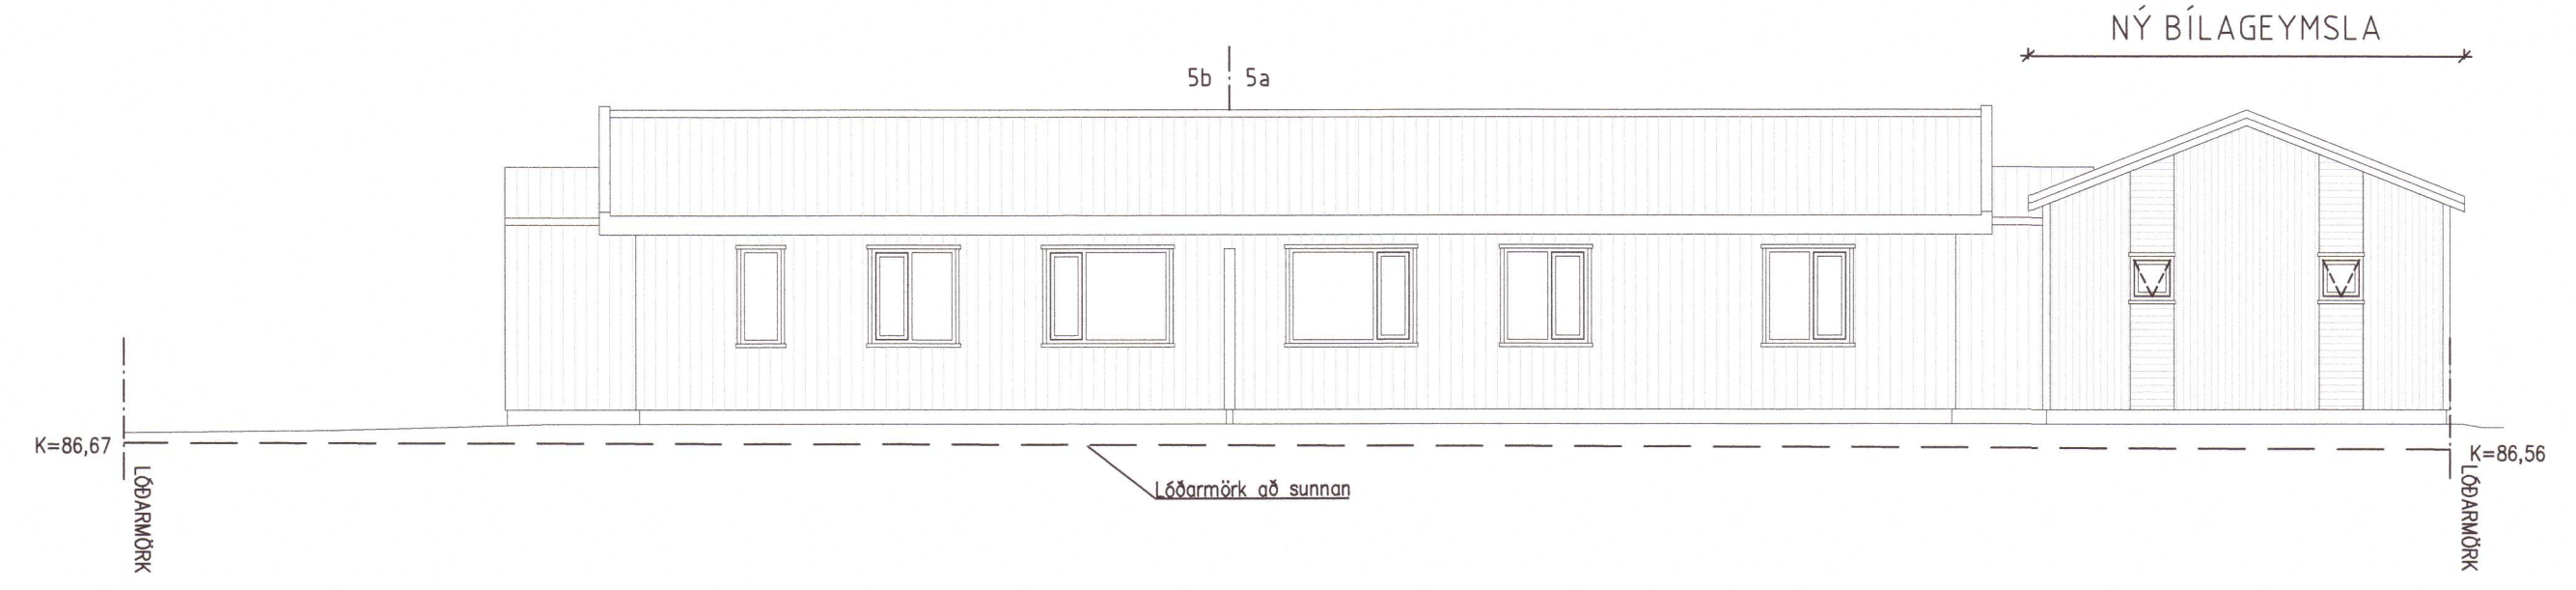 NÝ BÍLAGEYMSLA
5b 5a
K=86,67
K=86,56
LÓÐARMÖRK
Lóðarmörk að sunnan
LÓÐARMÖRK